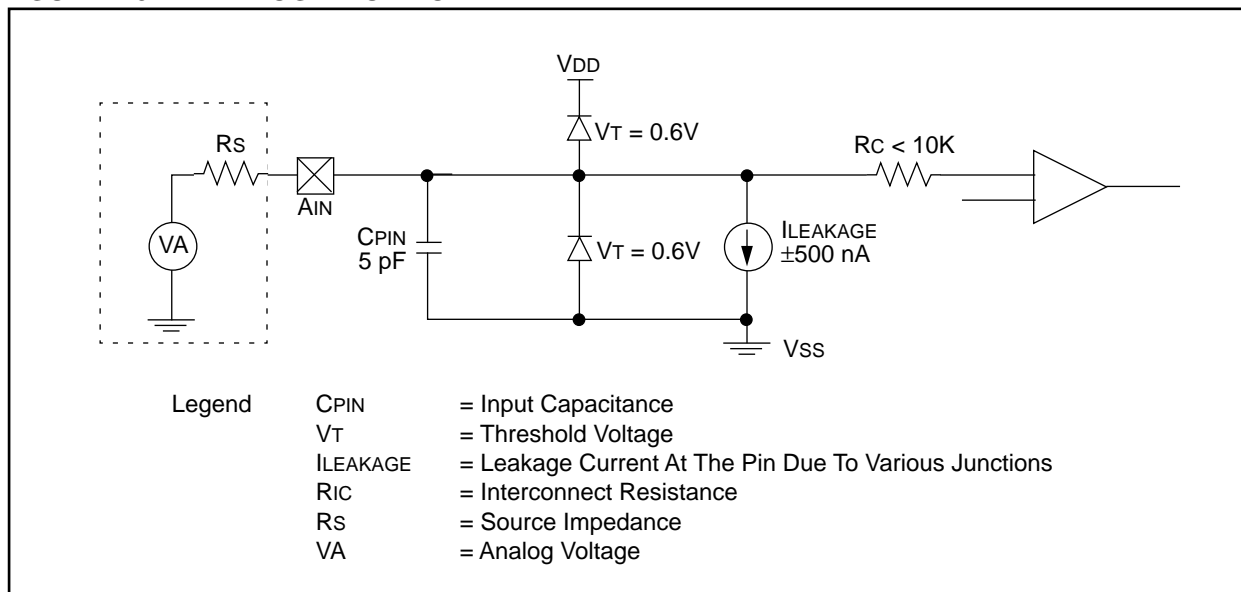 VDD
VT = 0.6V
RS
RC < 10K
AIN
CPIN
5 pF
VT = 0.6V
ILEAKAGE
±500 nA
VA
VSS
Legend
CPIN = Input Capacitance
VT = Threshold Voltage
ILEAKAGE = Leakage Current At The Pin Due To Various Junctions
RIC = Interconnect Resistance
RS = Source Impedance
VA = Analog Voltage